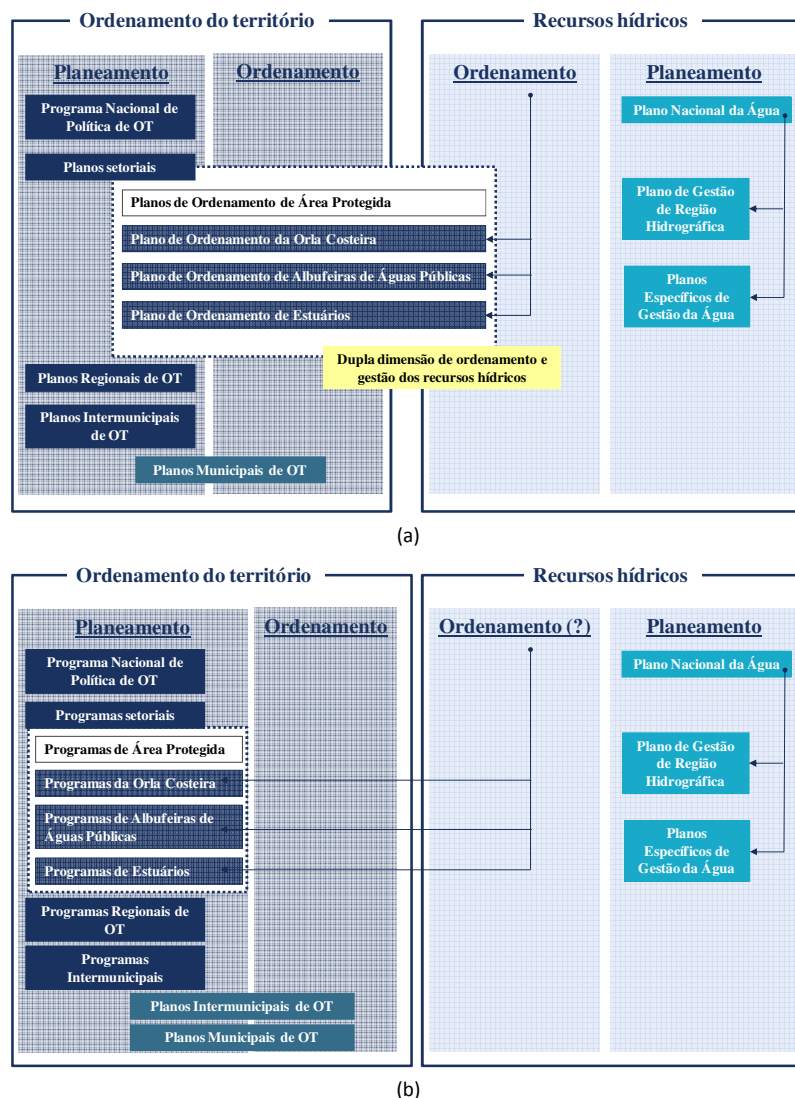 Ordenamento do território
Recursos hídricos
Planeamento
Ordenamento
Ordenamento
Planeamento
Programa Nacional de
Política de OT
Plano Nacional da Água
Planos setoriais
Planos de Ordenamento de Área Protegida
Plano de Gestão
de Região
Hidrográfica
Plano de Ordenamento da Orla Costeira
Plano de Ordenamento de Albufeiras de Águas Públicas
Planos
Específicos de
Gestão da Água
Plano de Ordenamento de Estuários
Dupla dimensão de ordenamento e
gestão dos recursos hídricos
Planos Regionais de OT
Planos Intermunicipais
de OT
Planos Municipais de OT
(a)
Ordenamento do território
Recursos hídricos
Planeamento
Ordenamento
Ordenamento (?)
Planeamento
Programa Nacional de
Política de OT
Plano Nacional da Água
Programas setoriais
Programas de Área Protegida
Plano de Gestão
de Região
Hidrográfica
Programas da Orla Costeira
Programas de Albufeiras de
Águas Públicas
Planos
Específicos de
Gestão da Água
Programas de Estuários
Programas Regionais de
OT
Programas
Intermunicipais
Planos Intermunicipais de OT
Planos Municipais de OT
(b)